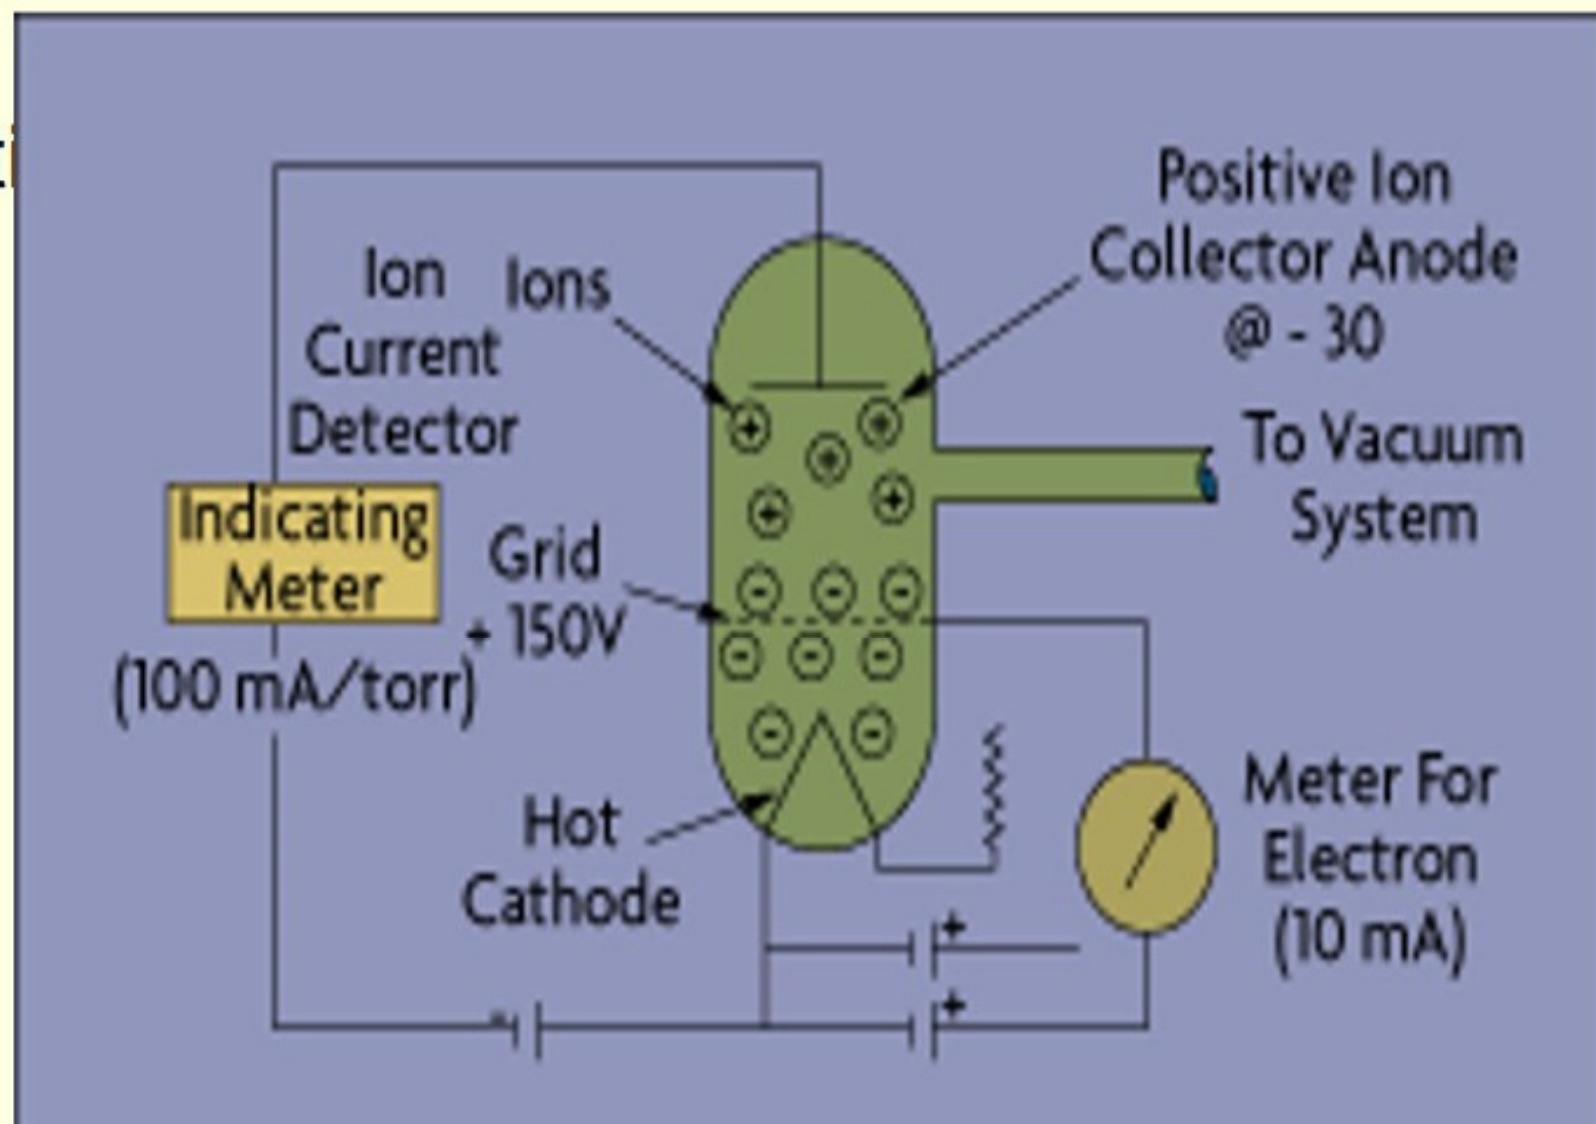 Positive Ion
Collector Anode
@ - 30
Ion
Current
Detector
Ions
To Vacuum
System
Indicating
Meter
(100 mA/torr)
Grid
+ 150V
Hot
Cathode
Meter For
Electron
(10 mA)